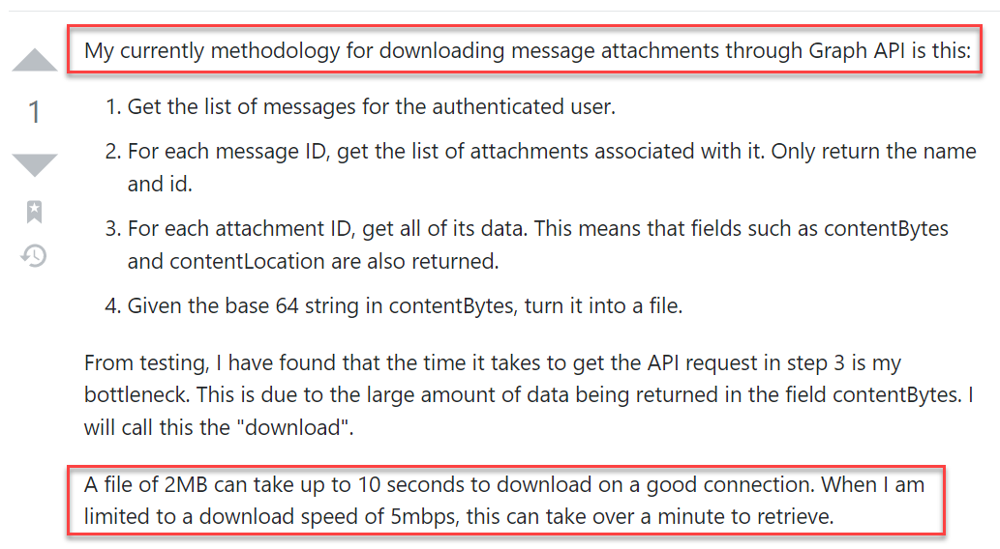 My currently methodology for downloading message attachments through Graph API is this:
1
1. Get the list of messages for the authenticated user.
2. For each message ID, get the list of attachments associated with it. Only return the name
and id.
3. For each attachment ID, get all of its data. This means that fields such as contentBytes
and contentLocation are also returned.
4. Given the base 64 string in contentBytes, turn it into a file.
From testing, I have found that the time it takes to get the API request in step 3 is my
bottleneck. This is due to the large amount of data being returned in the field contentBytes. I
will call this the "download".
A file of 2MB can take up to 10 seconds to download on a good connection. When I am
limited to a download speed of 5mbps, this can take over a minute to retrieve.